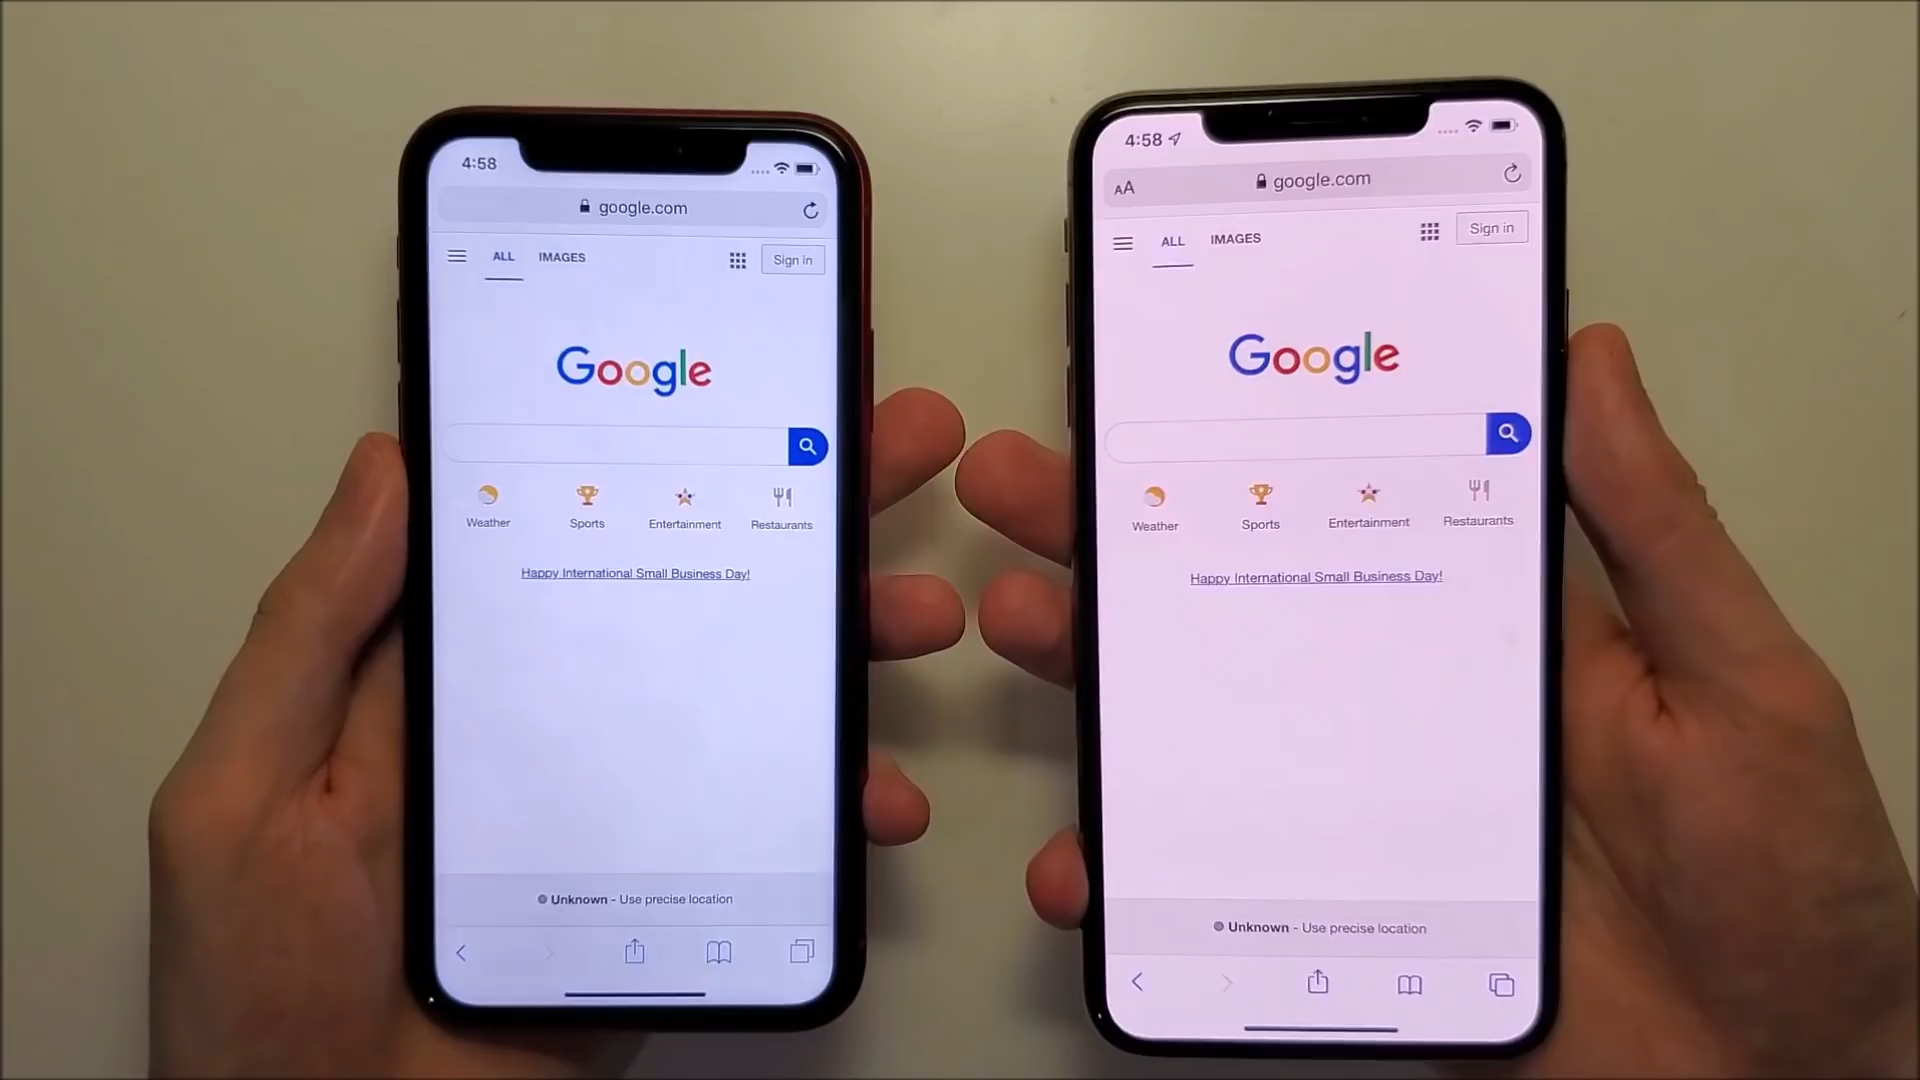 4:58
google.com
ALL IMAGES Sign in
Google
Weather Sports Entertainment Restaurants
Happy International Small Business Day!
Unknown - Use precise location
4:58
AA google.com
ALL IMAGES Sign in
Google
Weather Sports Entertainment Restaurants
Happy International Small Business Day!
Unknown - Use precise location